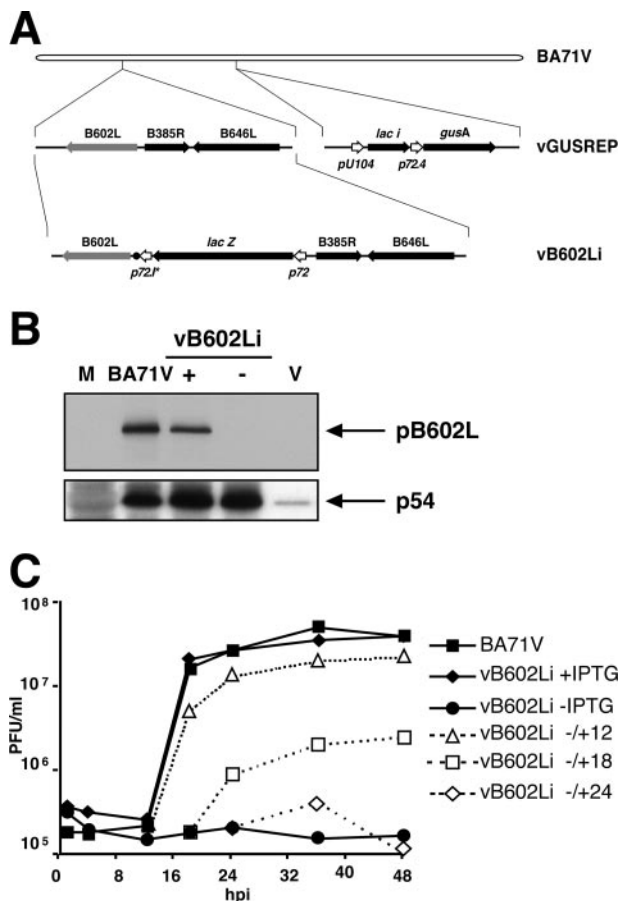 A
BA71V
B602L B385R B646L
lac i gusA
vGUSREP
pU104 p72.4
B602L lac Z B385R B646L
vB602Li
p72.I* p72
B
vB602Li
M BA71V + - V
pB602L
p54
C
10⁸
10⁷
10⁶
10⁵
PFU/ml
0 8 16 24 32 40 48
hpi
BA71V
vB602Li +IPTG
vB602Li -IPTG
vB602Li -/+12
vB602Li -/+18
vB602Li -/+24